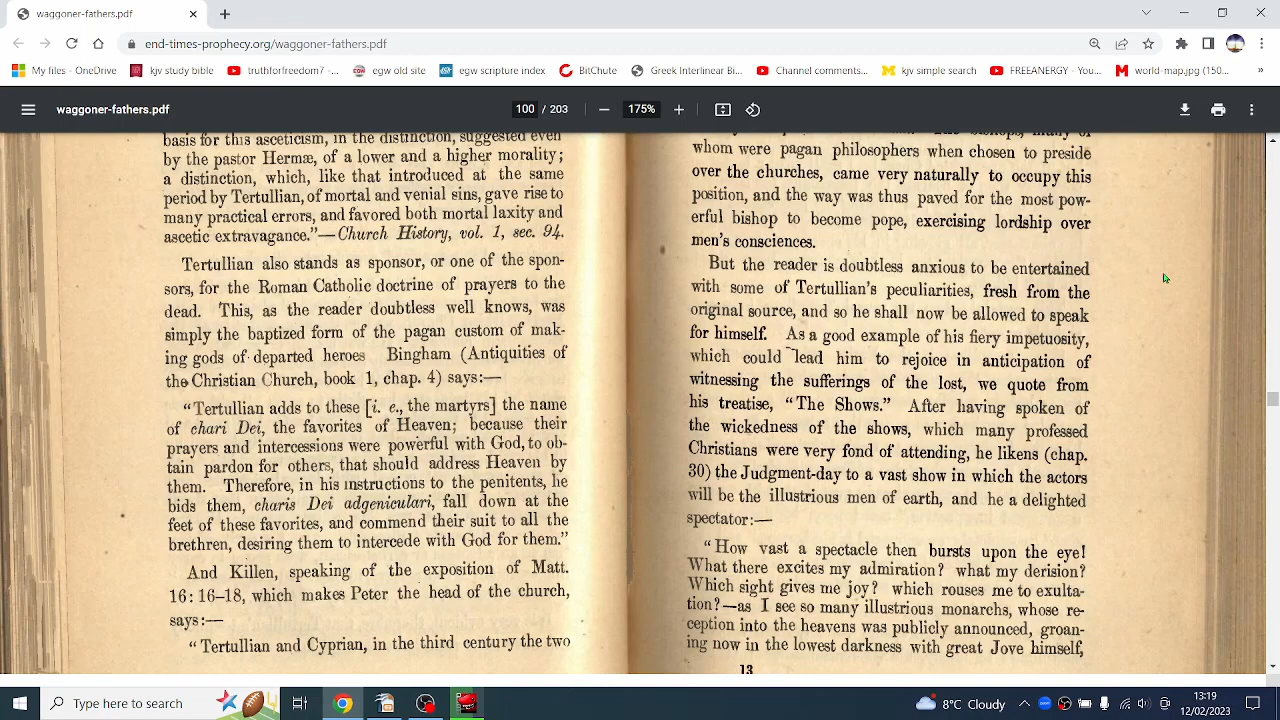 waggoner-fathers.pdf
end-times-prophecy.org/waggoner-fathers.pdf
My files - OneDrive
kjv study bible
truthforfreedom7 -...
egw old site
egw scripture index
BitChute
Greek Interlinear Bi...
Channel comments...
kjv simple search
FREEANERGY - You...
world-map.jpg (150...
»
waggoner-fathers.pdf
100 / 203
175%
basis for this asceticism, in the distinction, suggested even
by the pastor Hermæ, of a lower and a higher morality;
a distinction, which, like that introduced at the same
period by Tertullian, of mortal and venial sins, gave rise to
many practical errors, and favored both mortal laxity and
ascetic extravagance."—Church History, vol. 1, sec. 94.
Tertullian also stands as sponsor, or one of the spon-
sors, for the Roman Catholic doctrine of prayers to the
dead. This, as the reader doubtless well knows, was
simply the baptized form of the pagan custom of mak-
ing gods of departed heroes Bingham (Antiquities of
the Christian Church, book 1, chap. 4) says:—
"Tertullian adds to these [i. e., the martyrs] the name
of chari Dei, the favorites of Heaven; because their
prayers and intercessions were powerful with God, to ob-
tain pardon for others, that should address Heaven by
them. Therefore, in his instructions to the penitents, he
bids them, charis Dei adgeniculari, fall down at the
feet of these favorites, and commend their suit to all the
brethren, desiring them to intercede with God for them."
And Killen, speaking of the exposition of Matt.
16: 16–18, which makes Peter the head of the church,
says:—
"Tertullian and Cyprian, in the third century the two
whom were pagan philosophers when chosen to preside
over the churches, came very naturally to occupy this
position, and the way was thus paved for the most pow-
erful bishop to become pope, exercising lordship over
men's consciences.
But the reader is doubtless anxious to be entertained
with some of Tertullian's peculiarities, fresh from the
original source, and so he shall now be allowed to speak
for himself. As a good example of his fiery impetuosity,
which could lead him to rejoice in anticipation of
witnessing the sufferings of the lost, we quote from
his treatise, "The Shows." After having spoken of
the wickedness of the shows, which many professed
Christians were very fond of attending, he likens (chap.
30) the Judgment-day to a vast show in which the actors
will be the illustrious men of earth, and he a delighted
spectator:—
"How vast a spectacle then bursts upon the eye!
What there excites my admiration? what my derision?
Which sight gives me joy? which rouses me to exulta-
tion?—as I see so many illustrious monarchs, whose re-
ception into the heavens was publicly announced, groan-
ing now in the lowest darkness with great Jove himself,
13
Type here to search
8°C Cloudy
13:19
12/02/2023